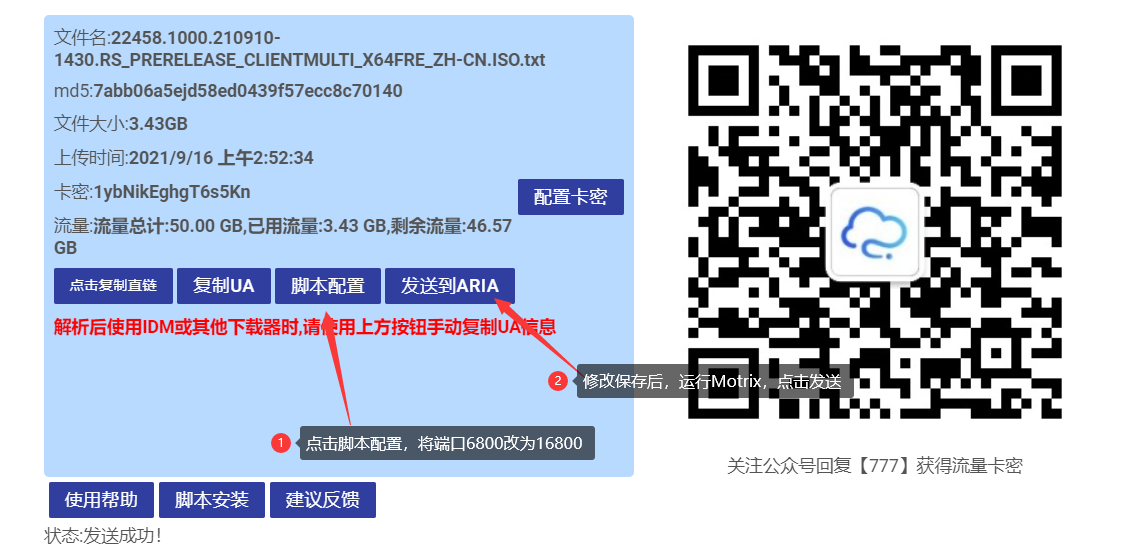 文件名:22458.1000.210910-
1430.RS_PRERELEASE_CLIENTMULTI_X64FRE_ZH-CN.ISO.txt
md5:7abb06a5ejd58ed0439f57ecc8c70140
文件大小:3.43GB
上传时间:2021/9/16 上午2:52:34
卡密:1ybNikEghgT6s5Kn
配置卡密
流量:流量总计:50.00 GB,已用流量:3.43 GB,剩余流量:46.57
GB
点击复制直链 复制UA 脚本配置 发送到ARIA
解析后使用IDM或其他下载器时,请使用上方按钮手动复制UA信息
2 修改保存后，运行Motrix，点击发送
1 点击脚本配置，将端口6800改为16800
关注公众号回复【777】获得流量卡密
使用帮助 脚本安装 建议反馈
状态:发送成功！